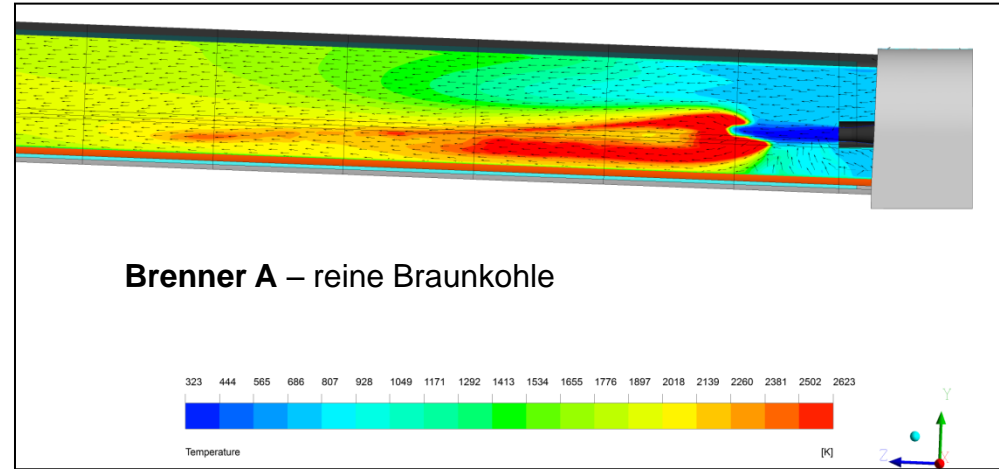 Brenner A – reine Braunkohle
323 444 565 686 807 928 1049 1171 1292 1413 1534 1655 1776 1897 2018 2139 2260 2381 2502 2623
Temperature [K]
Y
Z X